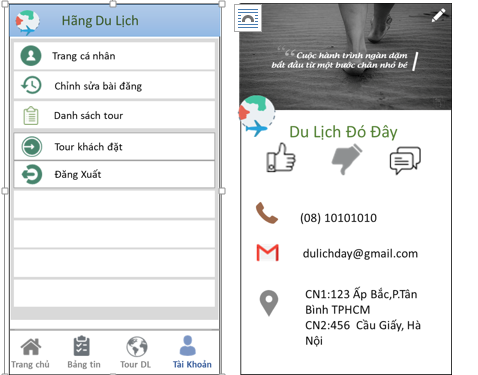 Hãng Du Lịch
Trang cá nhân
Chỉnh sửa bài đăng
Danh sách tour
Tour khách đặt
Đăng Xuất
Trang chủ
Bảng tin
Tour DL
Tài Khoản
"Cuộc hành trình ngàn dặm
bắt đầu từ một bước chân nhỏ bé
Du Lịch Đó Đây
(08) 10101010
dulichday@gmail.com
CN1:123 Ấp Bắc,P.Tân
Bình TPHCM
CN2:456 Cầu Giấy, Hà
Nội